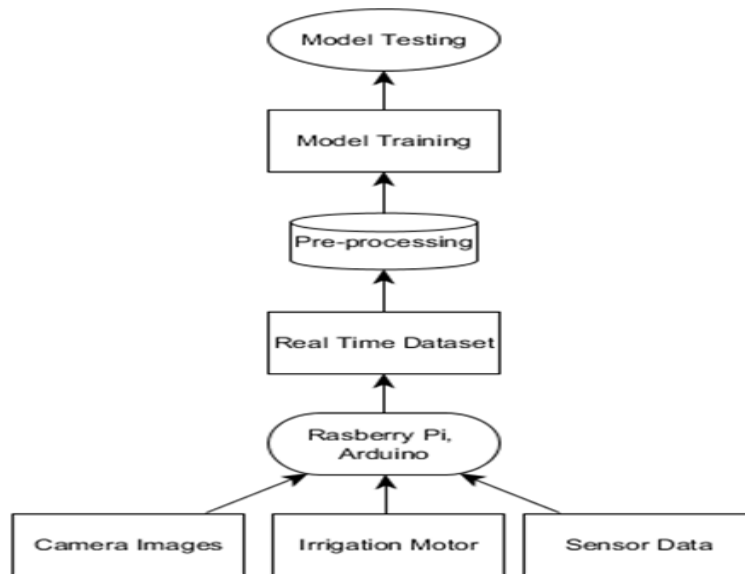 Model Testing
Model Training
Pre-processing
Real Time Dataset
Rasberry Pi,
Arduino
Camera Images
Irrigation Motor
Sensor Data